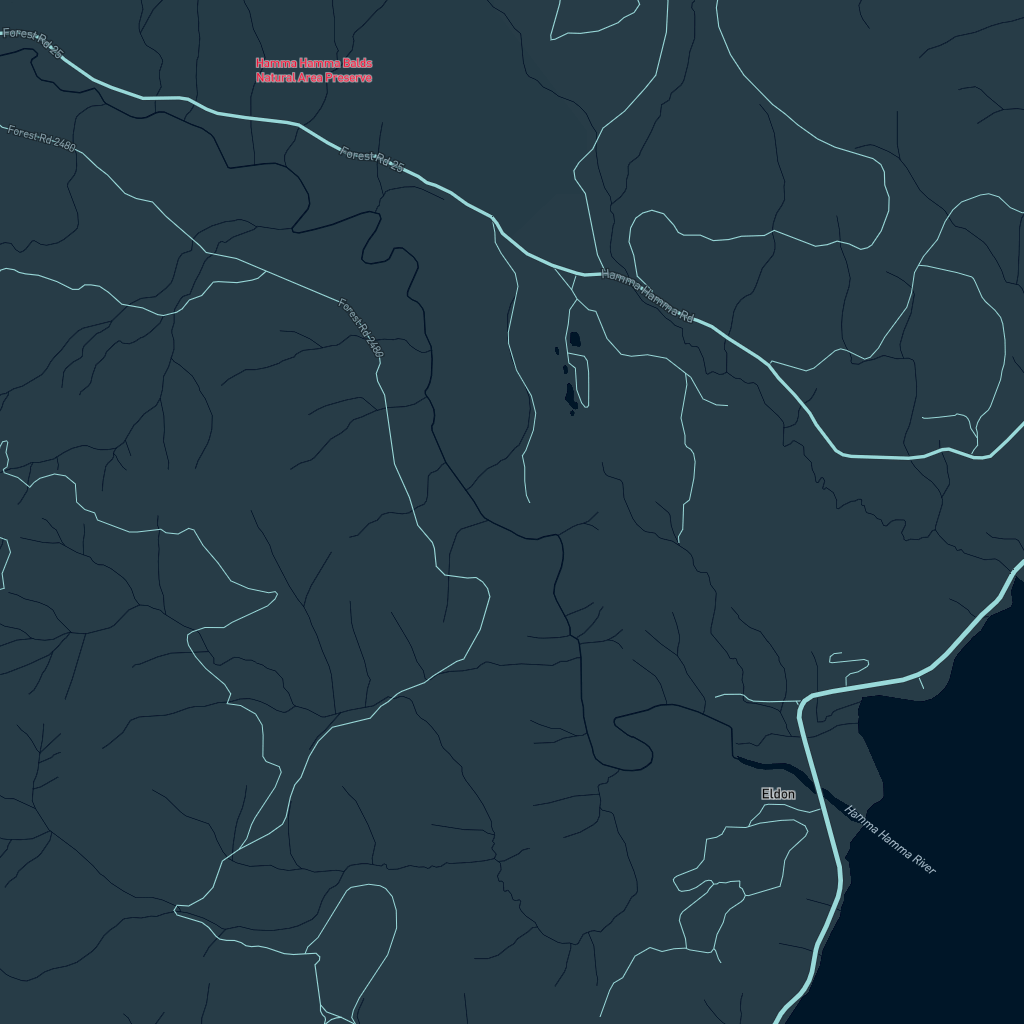 Forest Rd 25
Hamma Hamma Balds
Natural Area Preserve
Forest Rd 2480
Forest Rd 25
Hamma Hamma Rd
Forest Rd 2480
Eldon
Hamma Hamma River